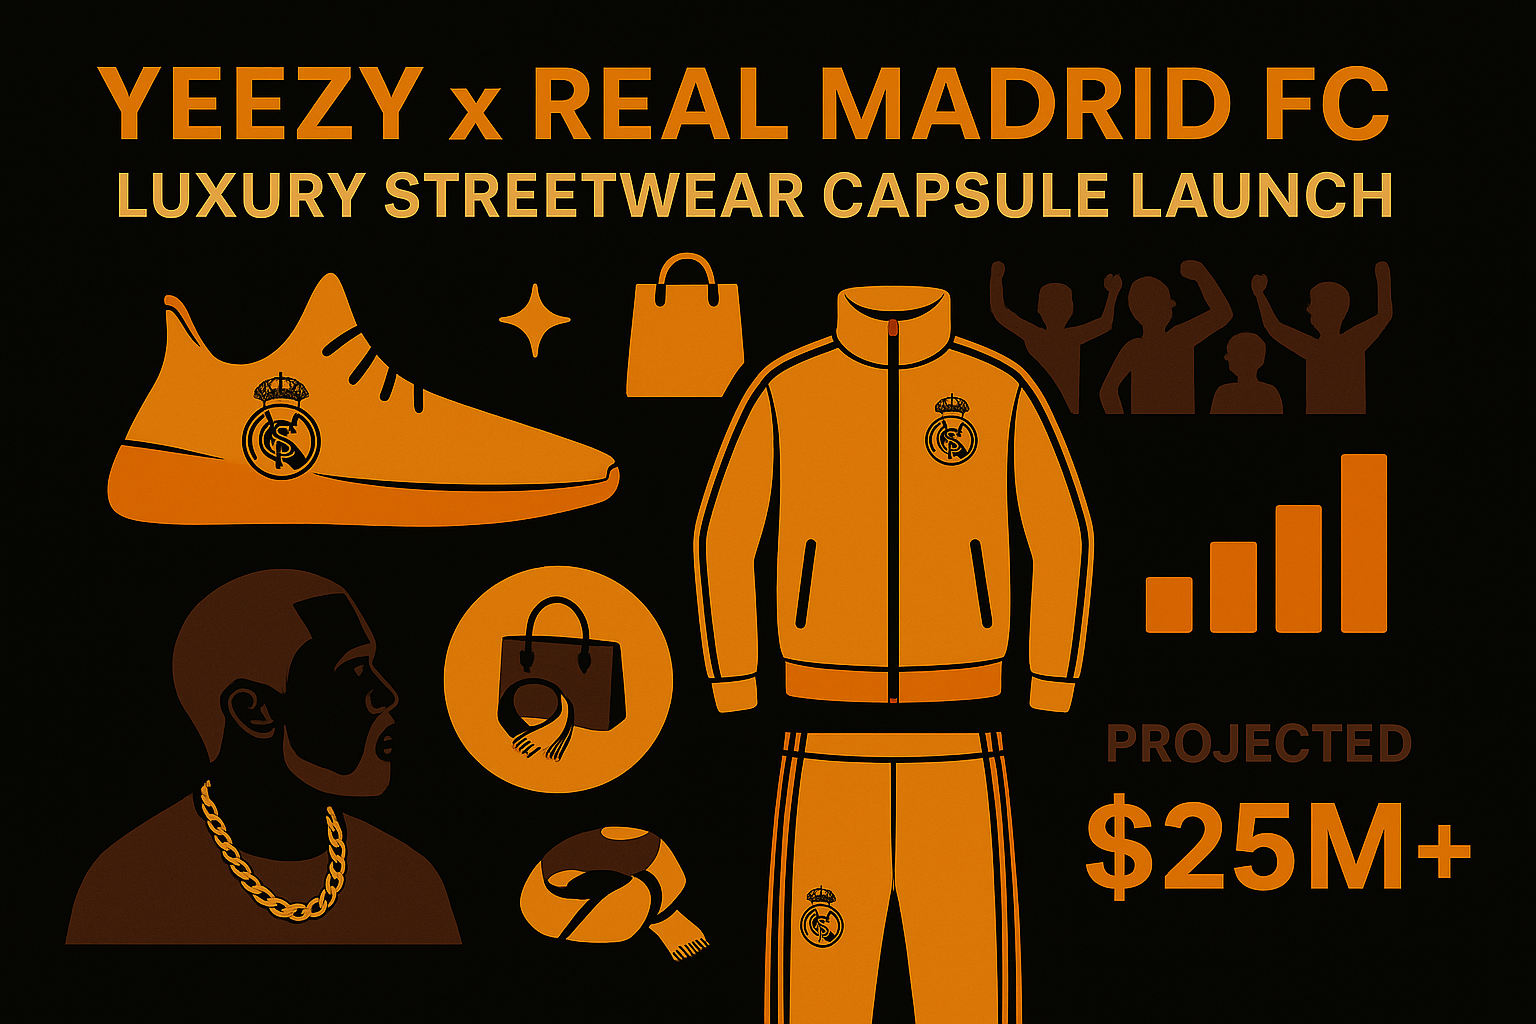 YEEZY x REAL MADRID FC
LUXURY STREETWEAR CAPSULE LAUNCH
PROJECTED
$25M+